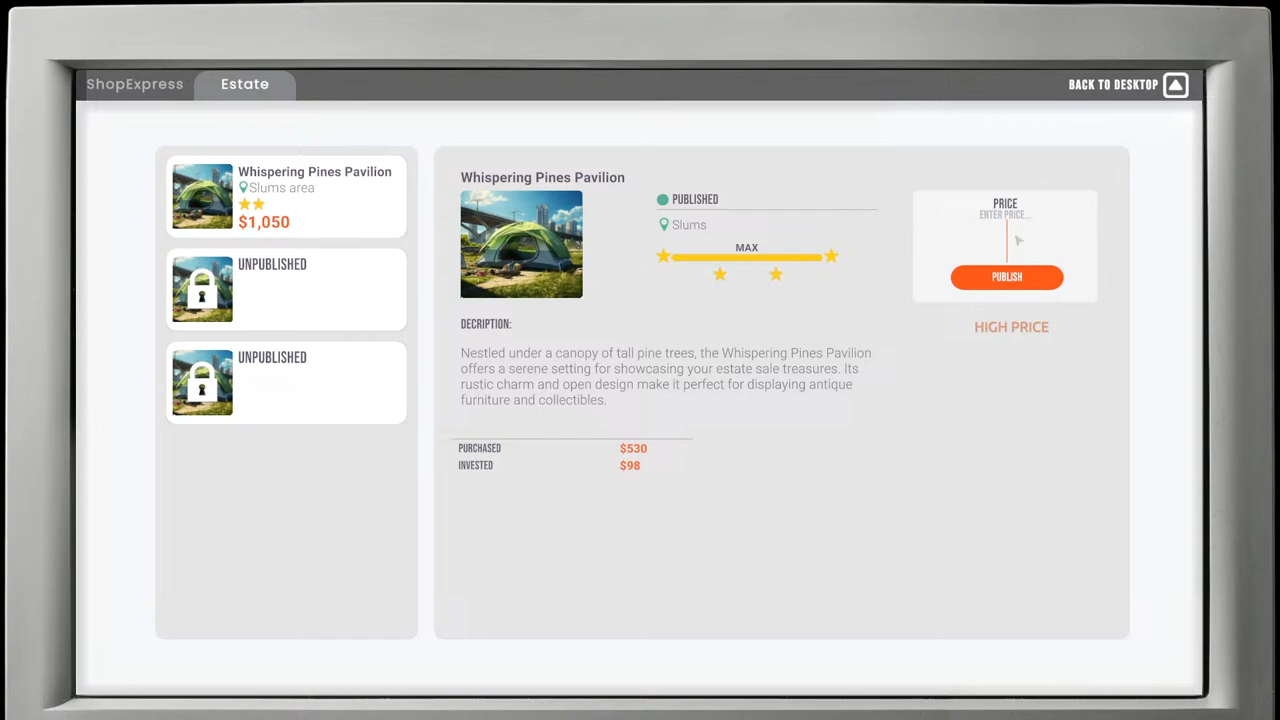 ShopExpress
Estate
BACK TO DESKTOP
Whispering Pines Pavilion
Slums area
$1,050
UNPUBLISHED
UNPUBLISHED
Whispering Pines Pavilion
PUBLISHED
Slums
MAX
PRICE
ENTER PRICE...
PUBLISH
HIGH PRICE
DECRIPTION:
Nestled under a canopy of tall pine trees, the Whispering Pines Pavilion
offers a serene setting for showcasing your estate sale treasures. Its
rustic charm and open design make it perfect for displaying antique
furniture and collectibles.
PURCHASED $530
INVESTED $98